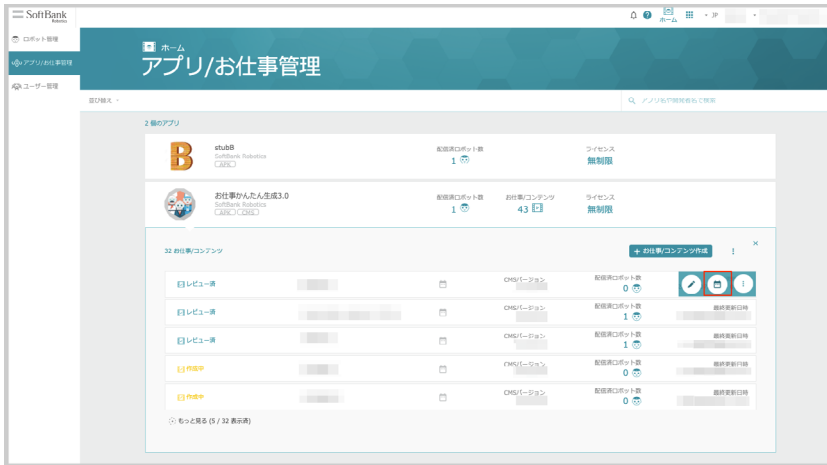 SoftBank
Robotics
ホーム
JP
ロボット管理
アプリ/お仕事管理
ユーザー管理
ホーム
アプリ/お仕事管理
並び替え
アプリ名や開発者名で検索
2 個のアプリ
stubB
SoftBank Robotics
APK
配信済ロボット数
1
ライセンス
無制限
お仕事かんたん生成3.0
SoftBank Robotics
APK CMS
配信済ロボット数
1
お仕事/コンテンツ
43
ライセンス
無制限
32 お仕事/コンテンツ
+ お仕事/コンテンツ作成
×
レビュー済
CMSバージョン
配信済ロボット数
0
レビュー済
CMSバージョン
配信済ロボット数
1
最終更新日時
レビュー済
CMSバージョン
配信済ロボット数
1
最終更新日時
作成中
CMSバージョン
配信済ロボット数
0
最終更新日時
作成中
CMSバージョン
配信済ロボット数
0
最終更新日時
もっと見る (5 / 32 表示済)